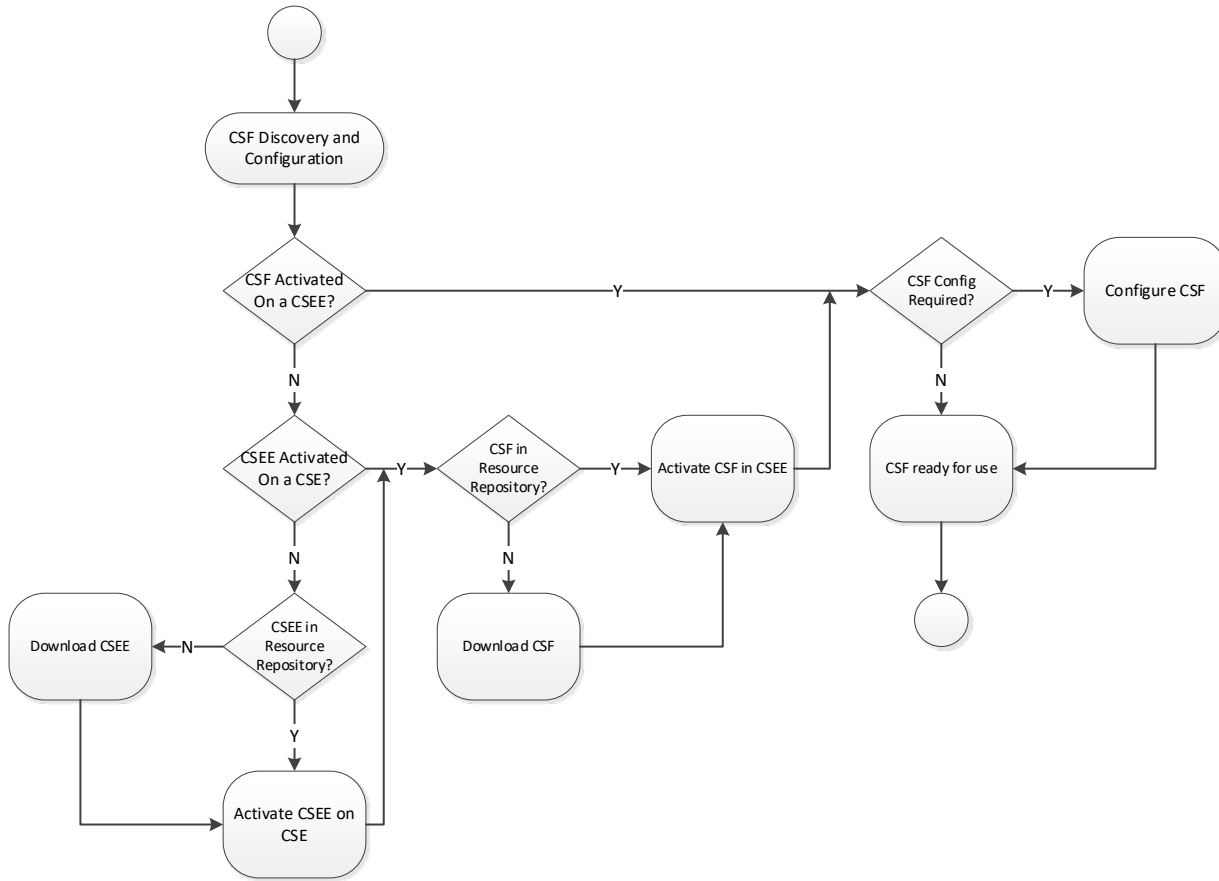 CSF Discovery and
Configuration
CSF Activated
On a CSEE?
Y
CSF Config
Required?
Y
Configure CSF
N
N
CSEE Activated
On a CSE?
Y
CSF in
Resource
Repository?
Y
Activate CSF in CSEE
CSF ready for use
N
N
Download CSEE
N
CSEE in
Resource
Repository?
Download CSF
Y
Activate CSEE on
CSE